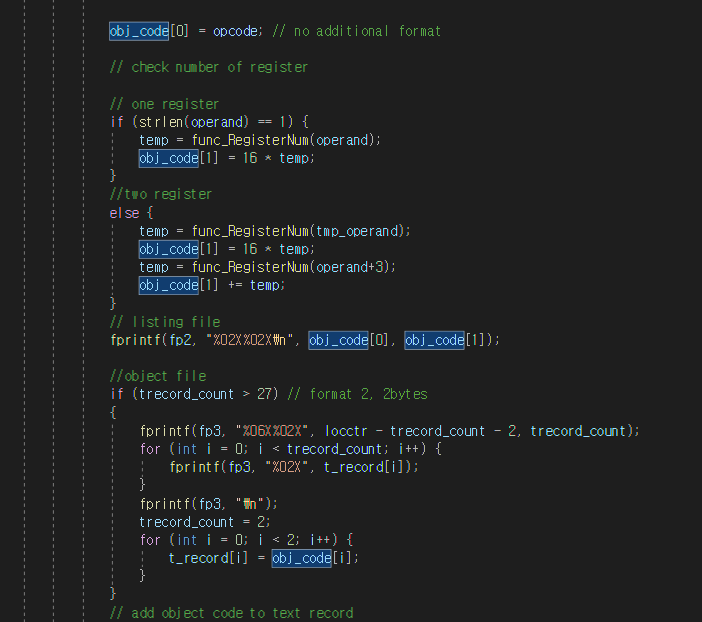 obj_code[0] = opcode; // no additional format
// check number of register
// one register
if (strlen(operand) == 1) {
temp = func_RegisterNum(operand);
obj_code[1] = 16 * temp;
}
//two register
else {
temp = func_RegisterNum(tmp_operand);
obj_code[1] = 16 * temp;
temp = func_RegisterNum(operand+3);
obj_code[1] += temp;
}
// listing file
fprintf(fp2, "%02X%02X₩n", obj_code[0], obj_code[1]);
//object file
if (trecord_count > 27) // format 2, 2bytes
{
fprintf(fp3, "%06X%02X", locctr - trecord_count - 2, trecord_count);
for (int i = 0; i < trecord_count; i++) {
fprintf(fp3, "%02X", t_record[i]);
}
fprintf(fp3, "₩n");
trecord_count = 2;
for (int i = 0; i < 2; i++) {
t_record[i] = obj_code[i];
}
}
// add object code to text record